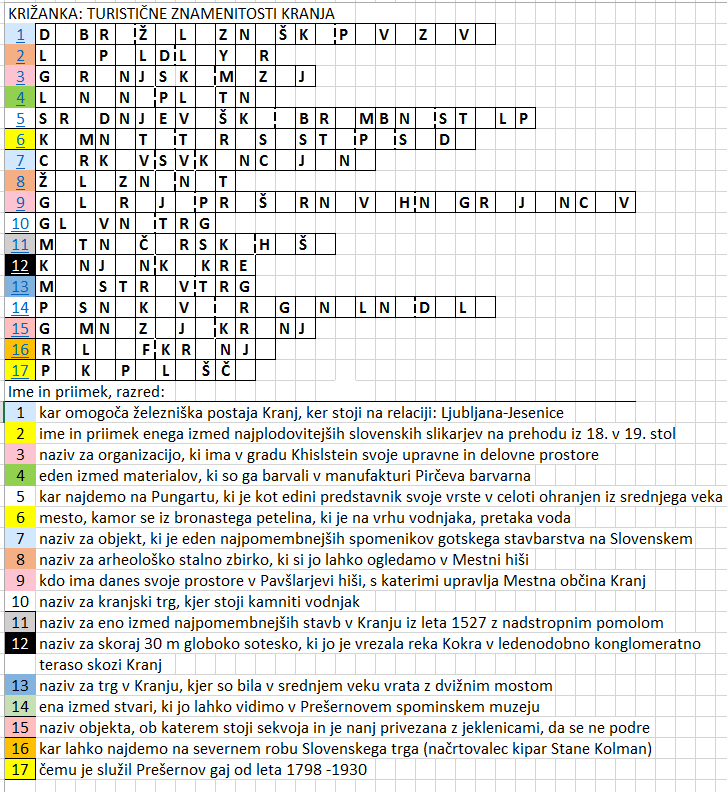 KRIŽANKA: TURISTIČNE ZNAMENITOSTI KRANJA
1 D B R Ž L Z N Š K P V Z V
2 L P L D L Y R
3 G R N J S K M Z J
4 L N N P L T N
5 S R D N J E V Š K B R M B N S T L P
6 K M N T T R S S T P S D
7 C R K V S V K N C J N
8 Ž L Z N N T
9 G L R J P R Š R N V H N G R J N C V
10 G L V N T R G
11 M T N Č R S K H Š
12 K N J N K K R E
13 M S T R V T R G
14 P S N K V R G N L N D L
15 G M N Z J K R N J
16 R L F K R N J
17 P K P L Š Č
Ime in priimek, razred:
1 kar omogoča železniška postaja Kranj, ker stoji na relaciji: Ljubljana-Jesenice
2 ime in priimek enega izmed najplodovitejših slovenskih slikarjev na prehodu iz 18. v 19. stol
3 naziv za organizacijo, ki ima v gradu Khislstein svoje upravne in delovne prostore
4 eden izmed materialov, ki so ga barvali v manufakturi Pirčeva barvarna
5 kar najdemo na Pungartu, ki je kot edini predstavnik svoje vrste v celoti ohranjen iz srednjega veka
6 mesto, kamor se iz bronastega petelina, ki je na vrhu vodnjaka, pretaka voda
7 naziv za objekt, ki je eden najpomembnejših spomenikov gotskega stavbarstva na Slovenskem
8 naziv za arheološko stalno zbirko, ki si jo lahko ogledamo v Mestni hiši
9 kdo ima danes svoje prostore v Pavšlarjevi hiši, s katerimi upravlja Mestna občina Kranj
10 naziv za kranjski trg, kjer stoji kamniti vodnjak
11 naziv za eno izmed najpomembnejših stavb v Kranju iz leta 1527 z nadstropnim pomolom
12 naziv za skoraj 30 m globoko sotesko, ki jo je vrezala reka Kokra v ledenodobno konglomeratno
teraso skozi Kranj
13 naziv za trg v Kranju, kjer so bila v srednjem veku vrata z dvižnim mostom
14 ena izmed stvari, ki jo lahko vidimo v Prešernovem spominskem muzeju
15 naziv objekta, ob katerem stoji sekvoja in je nanj privezana z jeklenicami, da se ne podre
16 kar lahko najdemo na severnem robu Slovenskega trga (načrtovalec kipar Stane Kolman)
17 čemu je služil Prešernov gaj od leta 1798 -1930